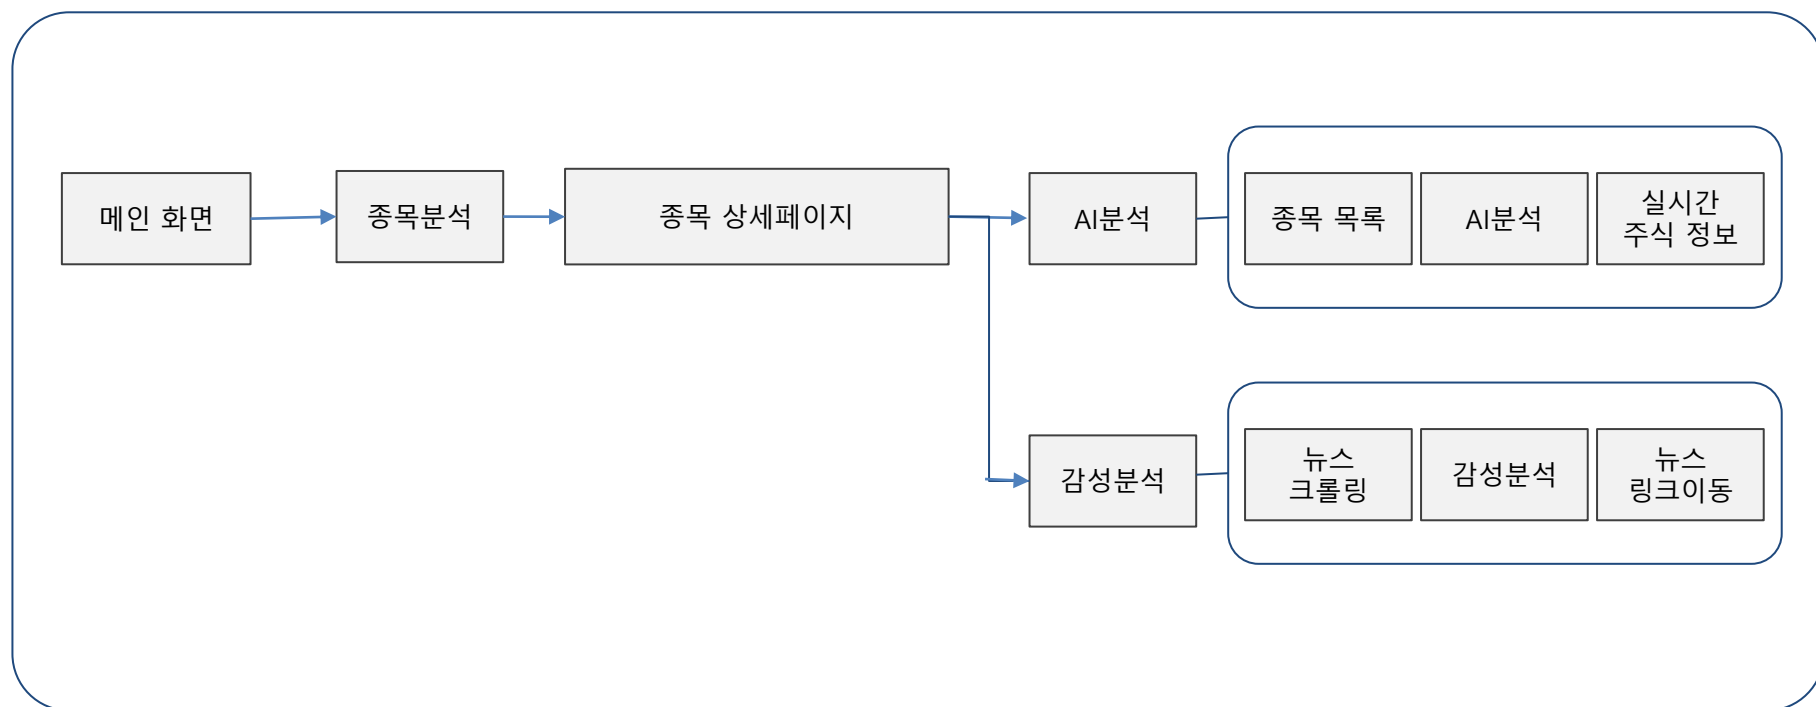 메인 화면
종목분석
종목 상세페이지
AI분석
종목 목록
AI분석
실시간
주식 정보
감성분석
뉴스
크롤링
감성분석
뉴스
링크이동